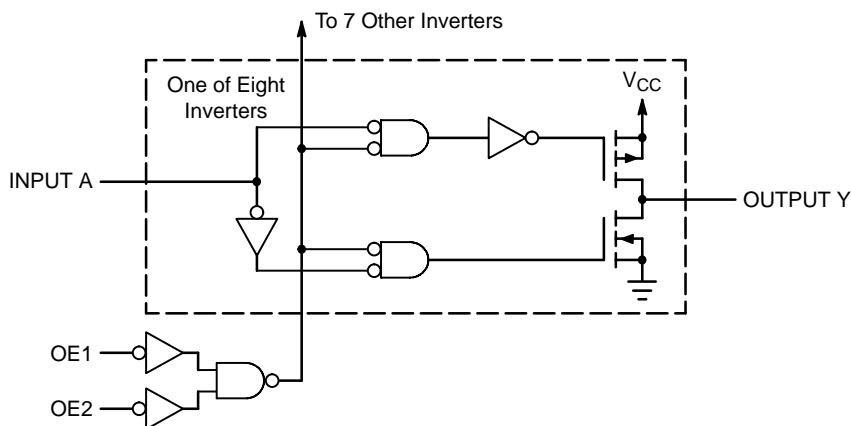 To 7 Other Inverters
One of Eight
Inverters
VCC
INPUT A
OUTPUT Y
OE1
OE2